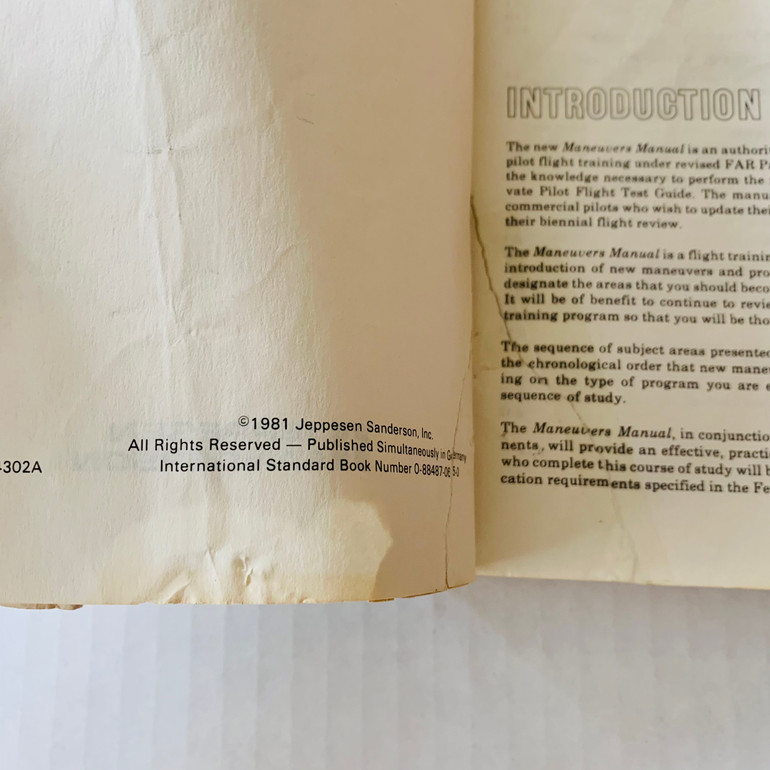 ©1981 Jeppesen Sanderson, Inc.
All Rights Reserved — Published Simultaneously in Germany
-302A
International Standard Book Number 0-88487-06 5-0
INTRODUCTION
The new Maneuvers Manual is an authori
pilot flight training under revised FAR P
the knowledge necessary to perform the
vate Pilot Flight Test Guide. The manu
commercial pilots who wish to update thei
their biennial flight review.
The Maneuvers Manual is a flight trainin
introduction of new maneuvers and pro
designate the areas that you should beco
It will be of benefit to continue to revie
training program so that you will be tho
The sequence of subject areas presented
the chronological order that new mane
ing on the type of program you are e
sequence of study.
The Maneuvers Manual, in conjunctio
nents, will provide an effective, practi
who complete this course of study will b
cation requirements specified in the Fe